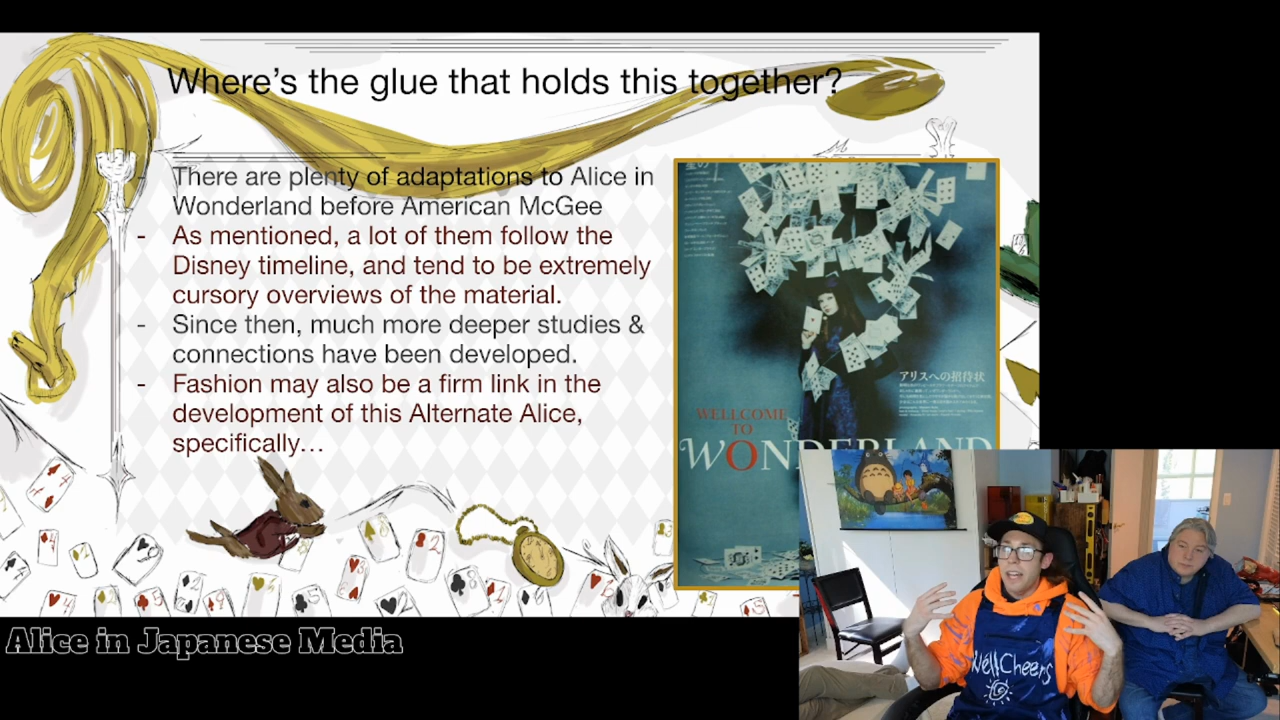 Where's the glue that holds this together?
- There are plenty of adaptations to Alice in
Wonderland before American McGee
- As mentioned, a lot of them follow the
Disney timeline, and tend to be extremely
cursory overviews of the material.
- Since then, much more deeper studies &
connections have been developed.
- Fashion may also be a firm link in the
development of this Alternate Alice,
specifically...
アリスへの招待状
WELLCOME
TO
WONDERLAND
WellCheers
Alice in Japanese Media